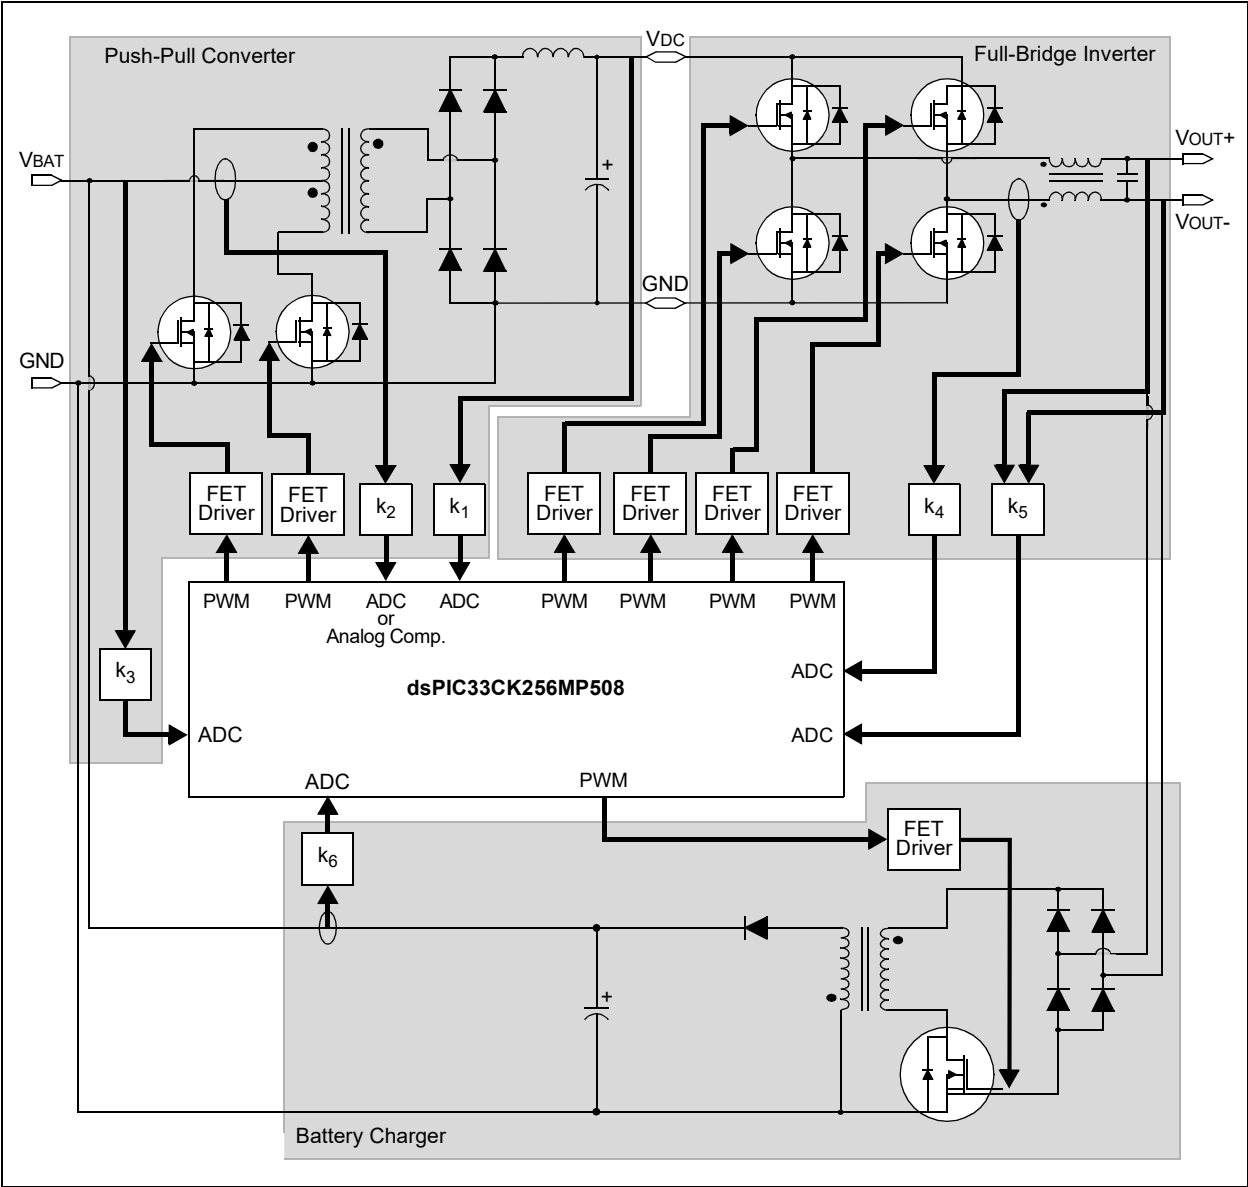 Push-Pull Converter
VDC
Full-Bridge Inverter
VBAT
+
VOUT+
VOUT-
GND
GND
FET
Driver
FET
Driver
k2
k1
FET
Driver
FET
Driver
FET
Driver
FET
Driver
k4
k5
PWM
PWM
ADC
or
Analog Comp.
ADC
PWM
PWM
PWM
PWM
k3
dsPIC33CK256MP508
ADC
ADC
ADC
ADC
PWM
k6
FET
Driver
+
Battery Charger